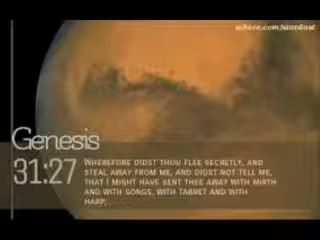 Genesis
31:27
Wherefore didst thou flee secretly, and
steal away from me, and didst not tell me,
that I might have sent thee away with mirth
and with songs, with tabret and with
harp;